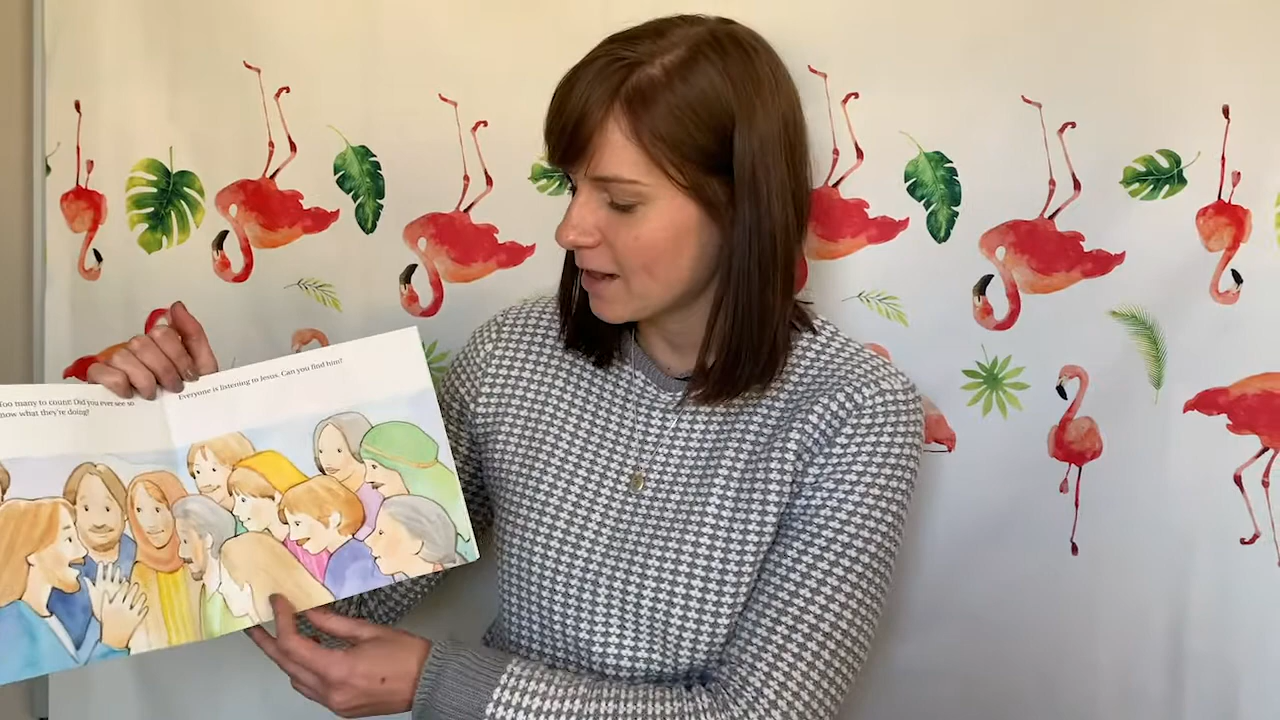 Too many to count! Did you ever see so
now what they're doing?
Everyone is listening to Jesus. Can you find him?